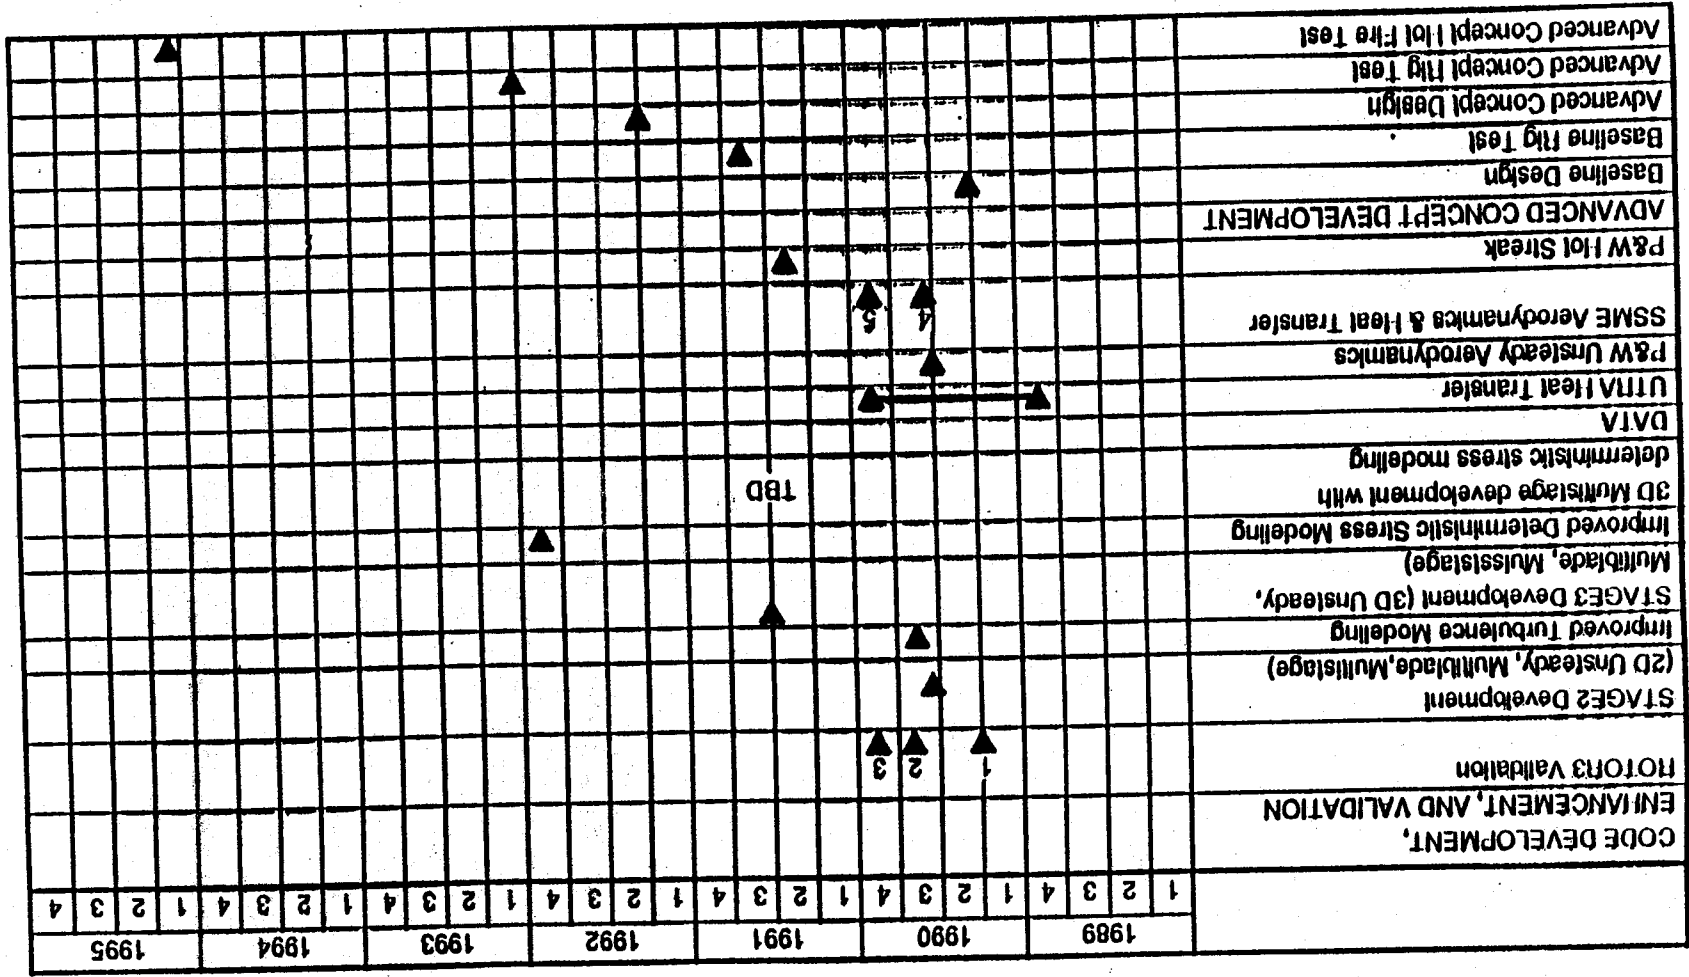 1989 1990 1991 1992 1993 1994 1995
1 2 3 4 1 2 3 4 1 2 3 4 1 2 3 4 1 2 3 4 1 2 3 4 1 2 3 4
CODE DEVELOPMENT,
ENHANCEMENT, AND VALIDATION
ROTOR3 Validation
1 2 3
STAGE2 Development
(2D Unsteady, Multiblade,Multistage)
Improved Turbulence Modeling
STAGE3 Development (3D Unsteady,
Multiblade, Mulsstage)
Improved Deterministic Stress Modeling
3D Multistage development with
deterministic stress modeling
TBD
DATA
UTRA Heat Transfer
P&W Unsteady Aerodynamics
SSME Aerodynamics & Heat Transfer
4 5
P&W Hot Streak
ADVANCED CONCEPT DEVELOPMENT
Baseline Design
Baseline Rig Test
Advanced Concept Design
Advanced Concept Rig Test
Advanced Concept Hot Fire Test